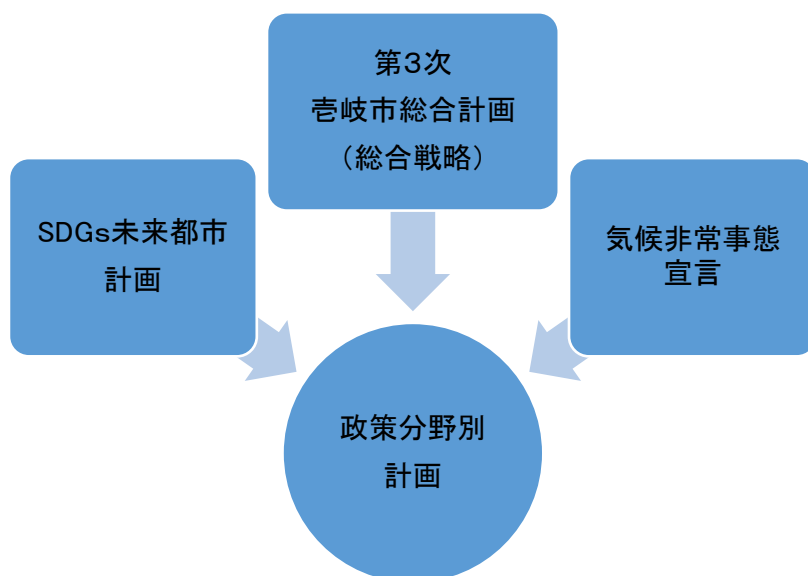 第３次
壱岐市総合計画
（総合戦略）
SDGｓ未来都市
計画
気候非常事態
宣言
政策分野別
計画